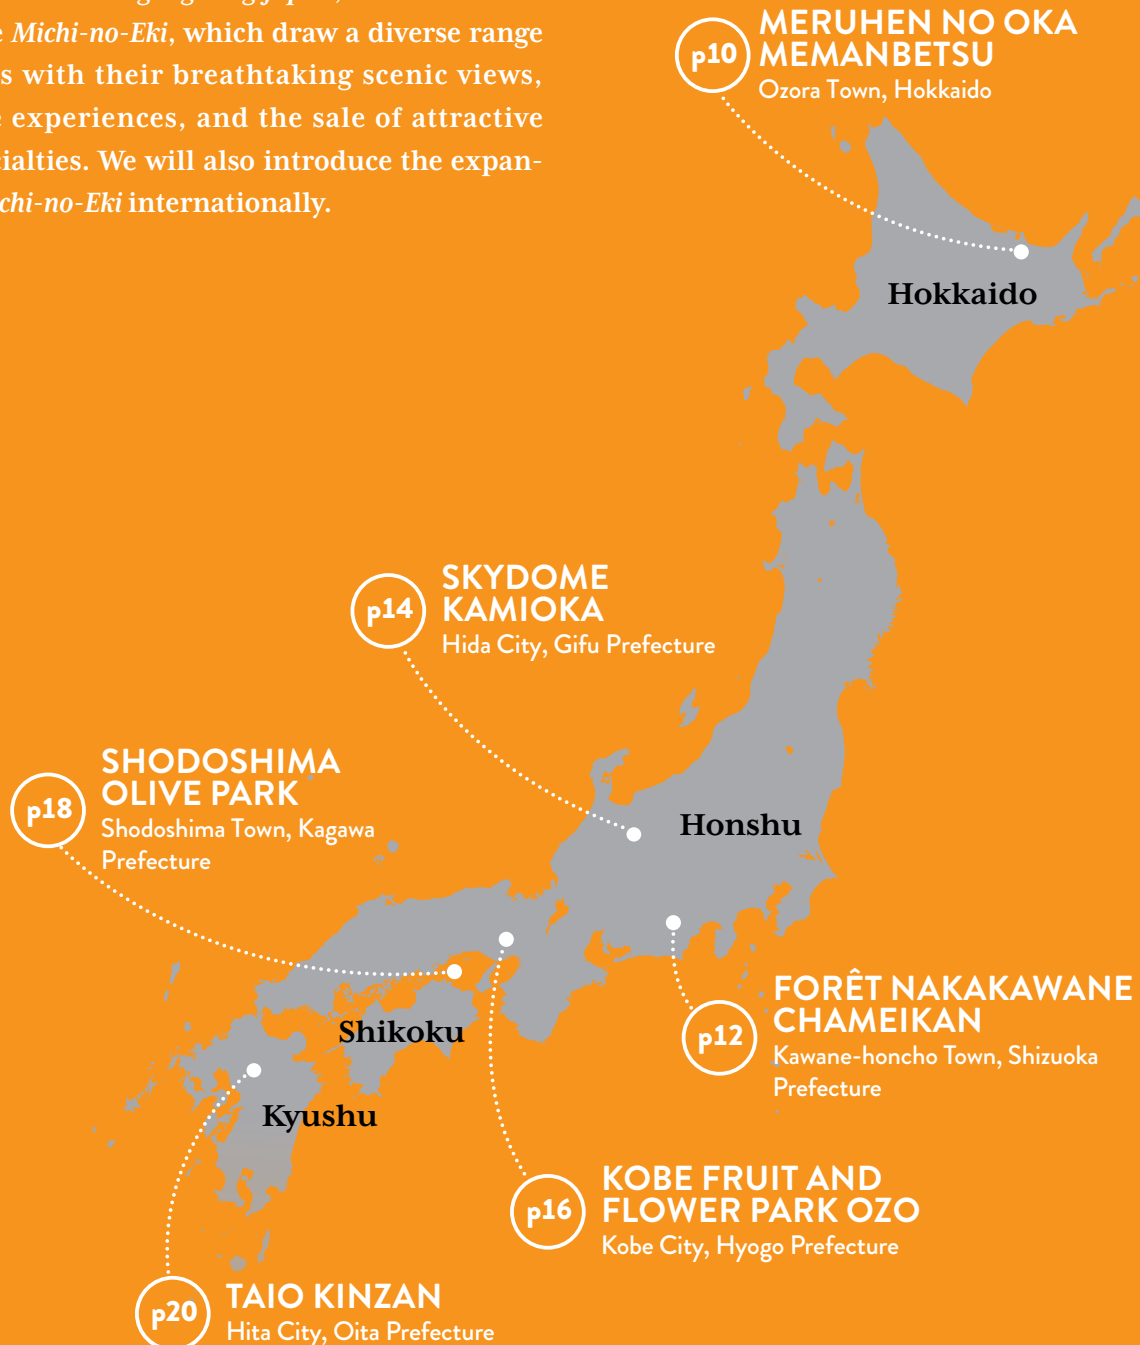 Michi-no-Eki, which draw a diverse range
with their breathtaking scenic views,
experiences, and the sale of attractive
We will also introduce the expan-
internationally.
p10
MERUHEN NO OKA
MEMANBETSU
Ozora Town, Hokkaido
Hokkaido
p14
SKYDOME
KAMIOKA
Hida City, Gifu Prefecture
p18
SHODOSHIMA
OLIVE PARK
Shodoshima Town, Kagawa
Prefecture
Honshu
Shikoku
p12
FORÊT NAKAKAWANE
CHAMEIKAN
Kawane-honcho Town, Shizuoka
Prefecture
Kyushu
p16
KOBE FRUIT AND
FLOWER PARK OZO
Kobe City, Hyogo Prefecture
p20
TAIO KINZAN
Hita City, Oita Prefecture